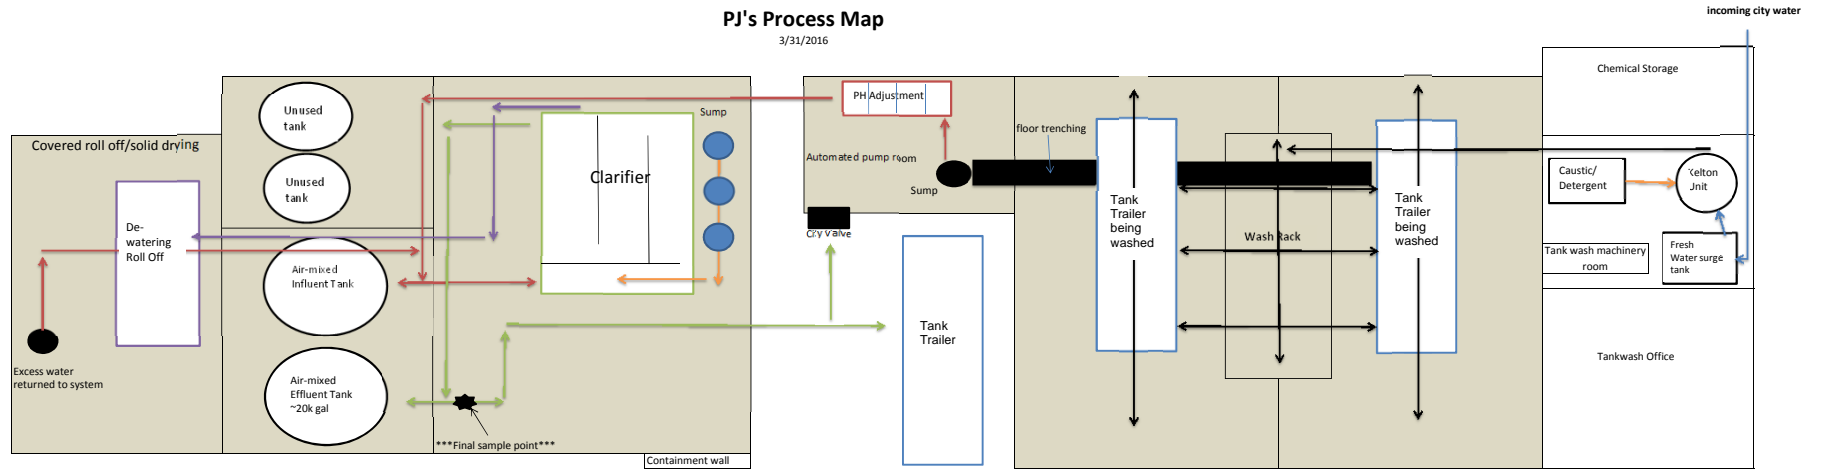 PJ's Process Map
3/31/2016
incoming city water
Chemical Storage
Unused
tank
Covered roll off/solid drying
Unused
tank
Sump
PH Adjustment
Automated pump room
Sump
floor trenching
Clarifier
De-
watering
Roll Off
Air-mixed
Influent Tank
City Valve
Tank
Trailer
being
washed
Wash Rack
Tank
Trailer
being
washed
Caustic/
Detergent
Kelton
Unit
Tank wash machinery
room
Fresh
Water surge
tank
Tank
Trailer
Tankwash Office
Excess water
returned to system
Air-mixed
Effluent Tank
~20k gal
***Final sample point***
Containment wall